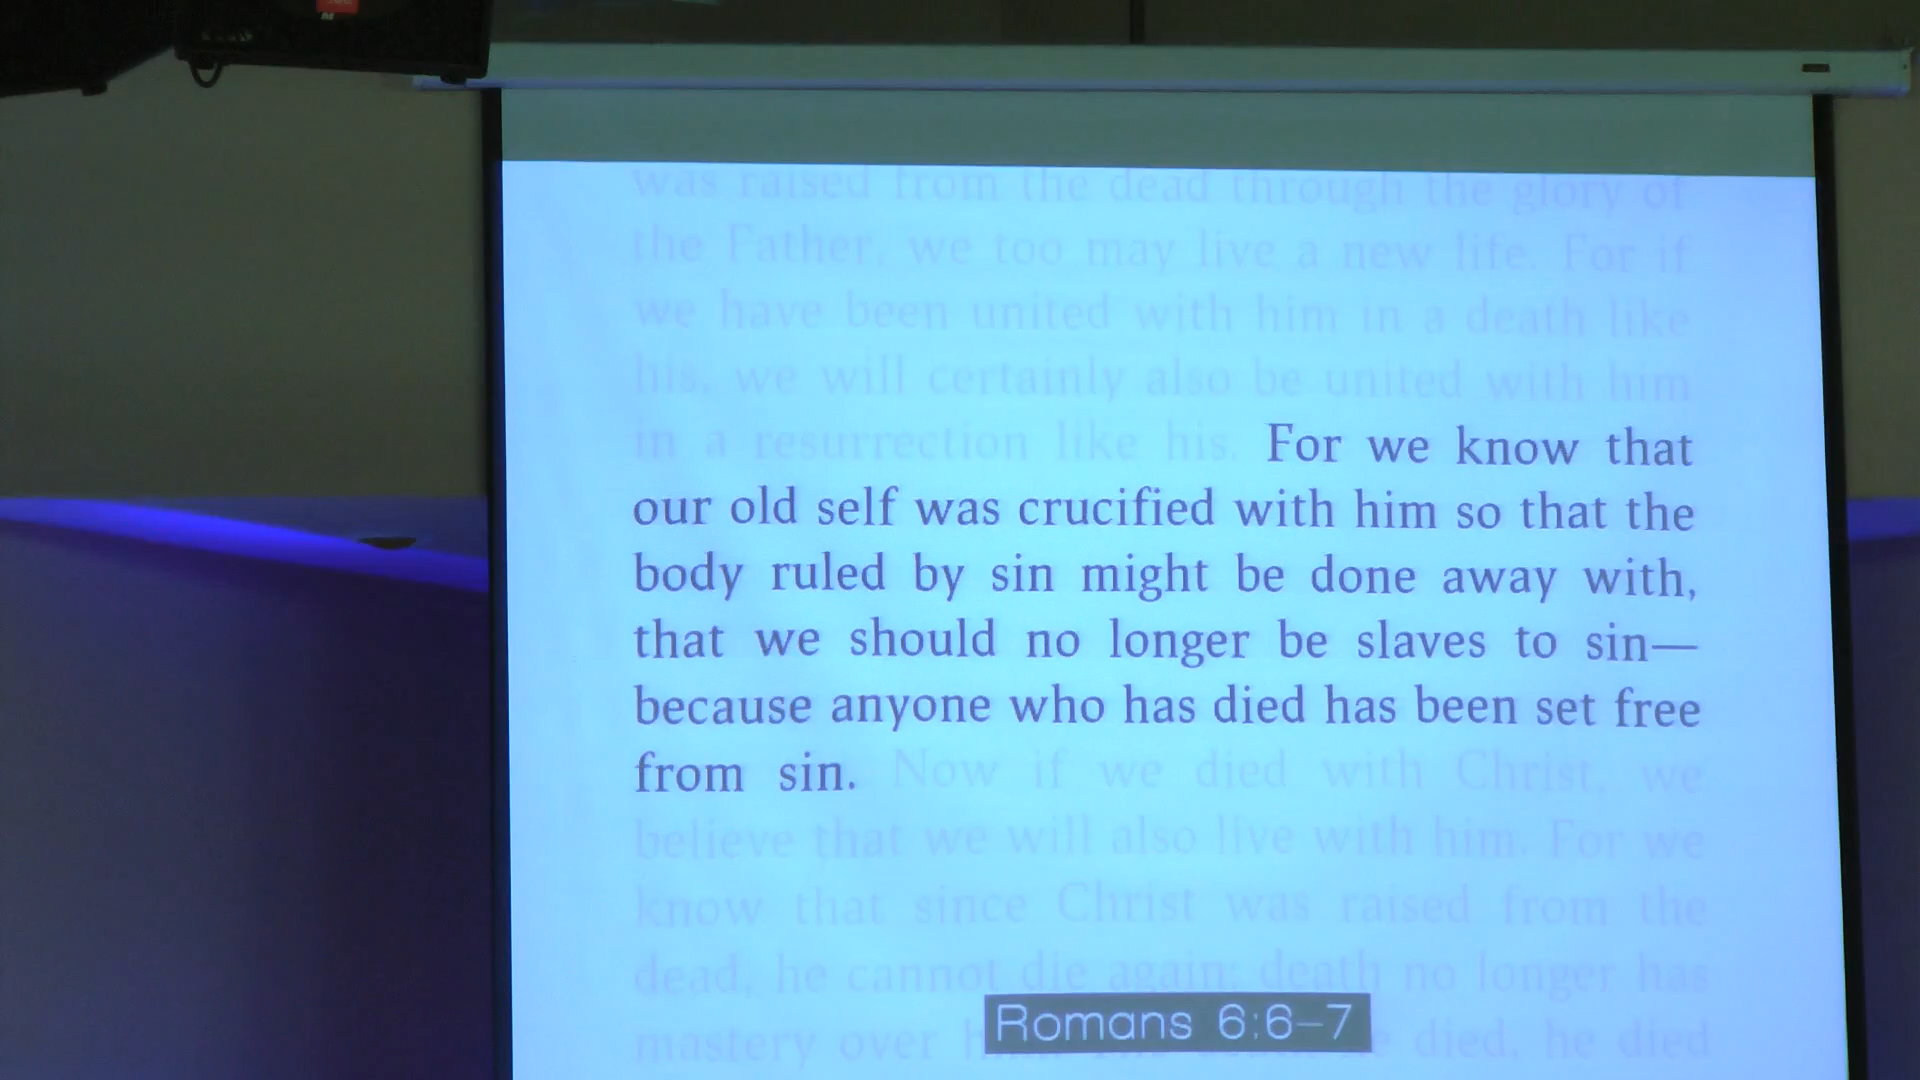 was raised from the dead through the glory of
the Father, we too may live a new life. For if
we have been united with him in a death like
his, we will certainly also be united with him
in a resurrection like his. For we know that
our old self was crucified with him so that the
body ruled by sin might be done away with,
that we should no longer be slaves to sin—
because anyone who has died has been set free
from sin. Now if we died with Christ, we
believe that we will also live with him. For we
know that since Christ was raised from the
dead, he cannot die again; death no longer has
mastery over died, he died
Romans 6:6–7